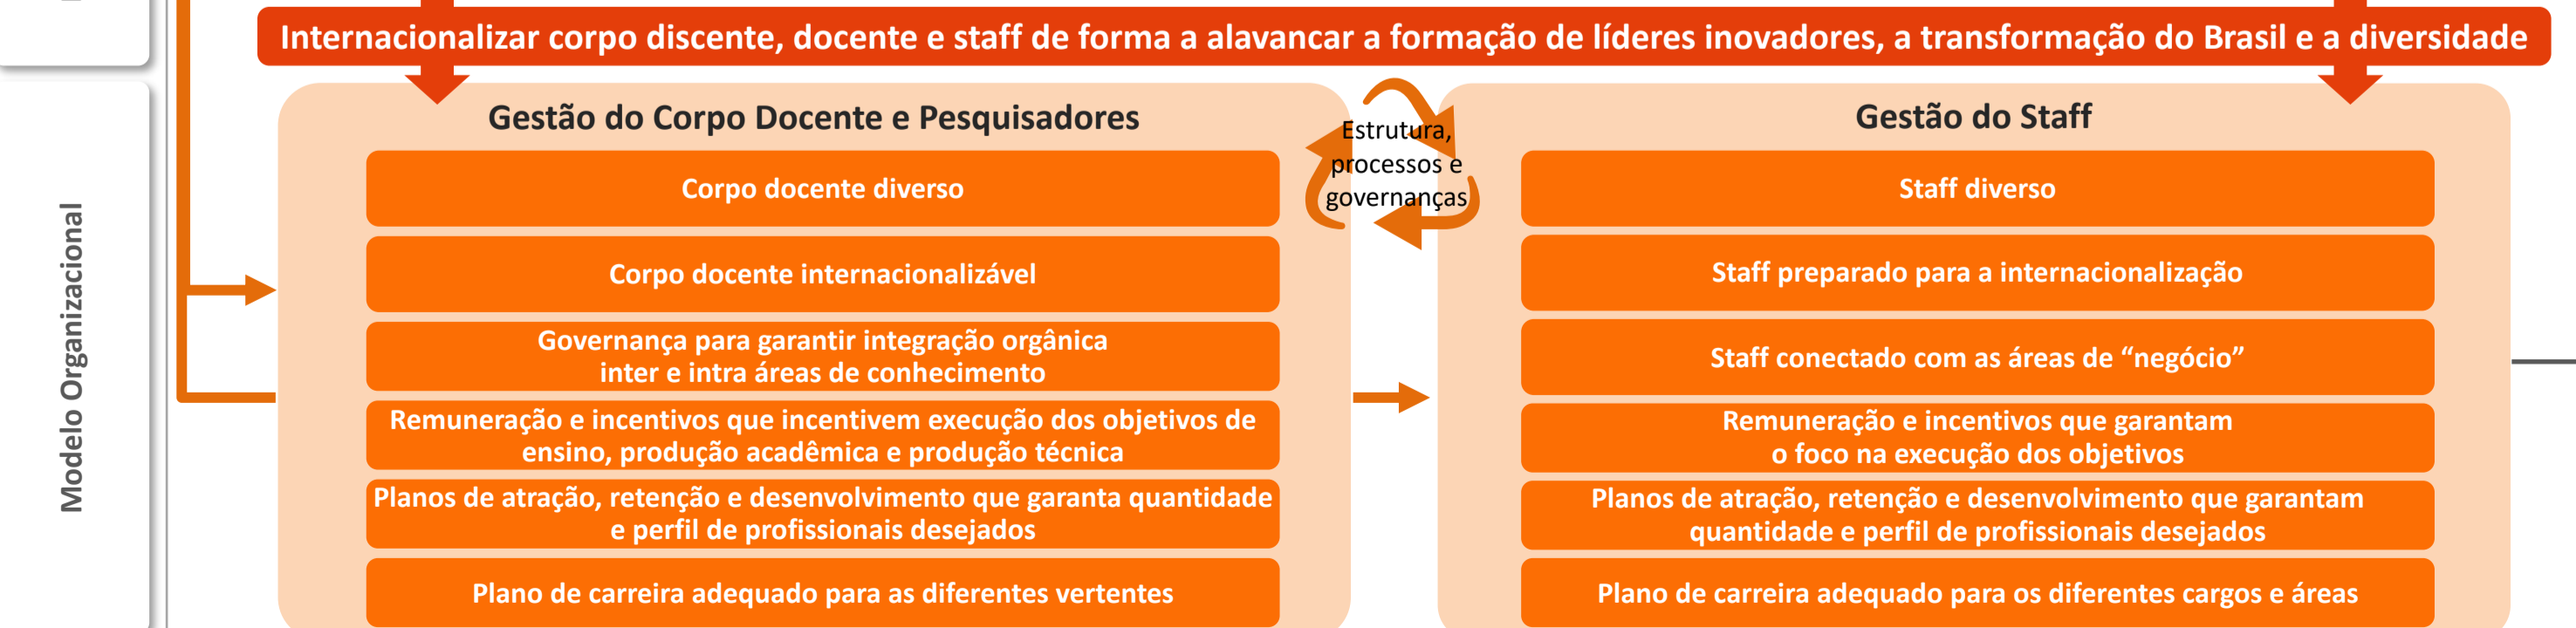 Internacionalizar corpo discente, docente e staff de forma a alavancar a formação de líderes inovadores, a transformação do Brasil e a diversidade
Modelo Organizacional
Gestão do Corpo Docente e Pesquisadores
Corpo docente diverso
Corpo docente internacionalizável
Governança para garantir integração orgânica
inter e intra áreas de conhecimento
Remuneração e incentivos que incentivem execução dos objetivos de
ensino, produção acadêmica e produção técnica
Planos de atração, retenção e desenvolvimento que garanta quantidade
e perfil de profissionais desejados
Plano de carreira adequado para as diferentes vertentes
Estrutura,
processos e
governanças
Gestão do Staff
Staff diverso
Staff preparado para a internacionalização
Staff conectado com as áreas de “negócio”
Remuneração e incentivos que garantam
o foco na execução dos objetivos
Planos de atração, retenção e desenvolvimento que garantam
quantidade e perfil de profissionais desejados
Plano de carreira adequado para os diferentes cargos e áreas